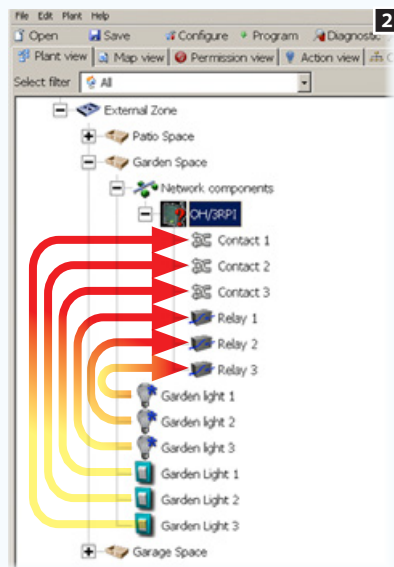 File Edit Plant Help
2
Open Save Configure Program Diagnostic
Plant view Map view Permission view Action view C
Select filter All
External Zone
Patio Space
Garden Space
Network components
OH/3RPI
Contact 1
Contact 2
Contact 3
Relay 1
Relay 2
Relay 3
Garden light 1
Garden light 2
Garden light 3
Garden Light 1
Garden Light 2
Garden Light 3
Garage Space